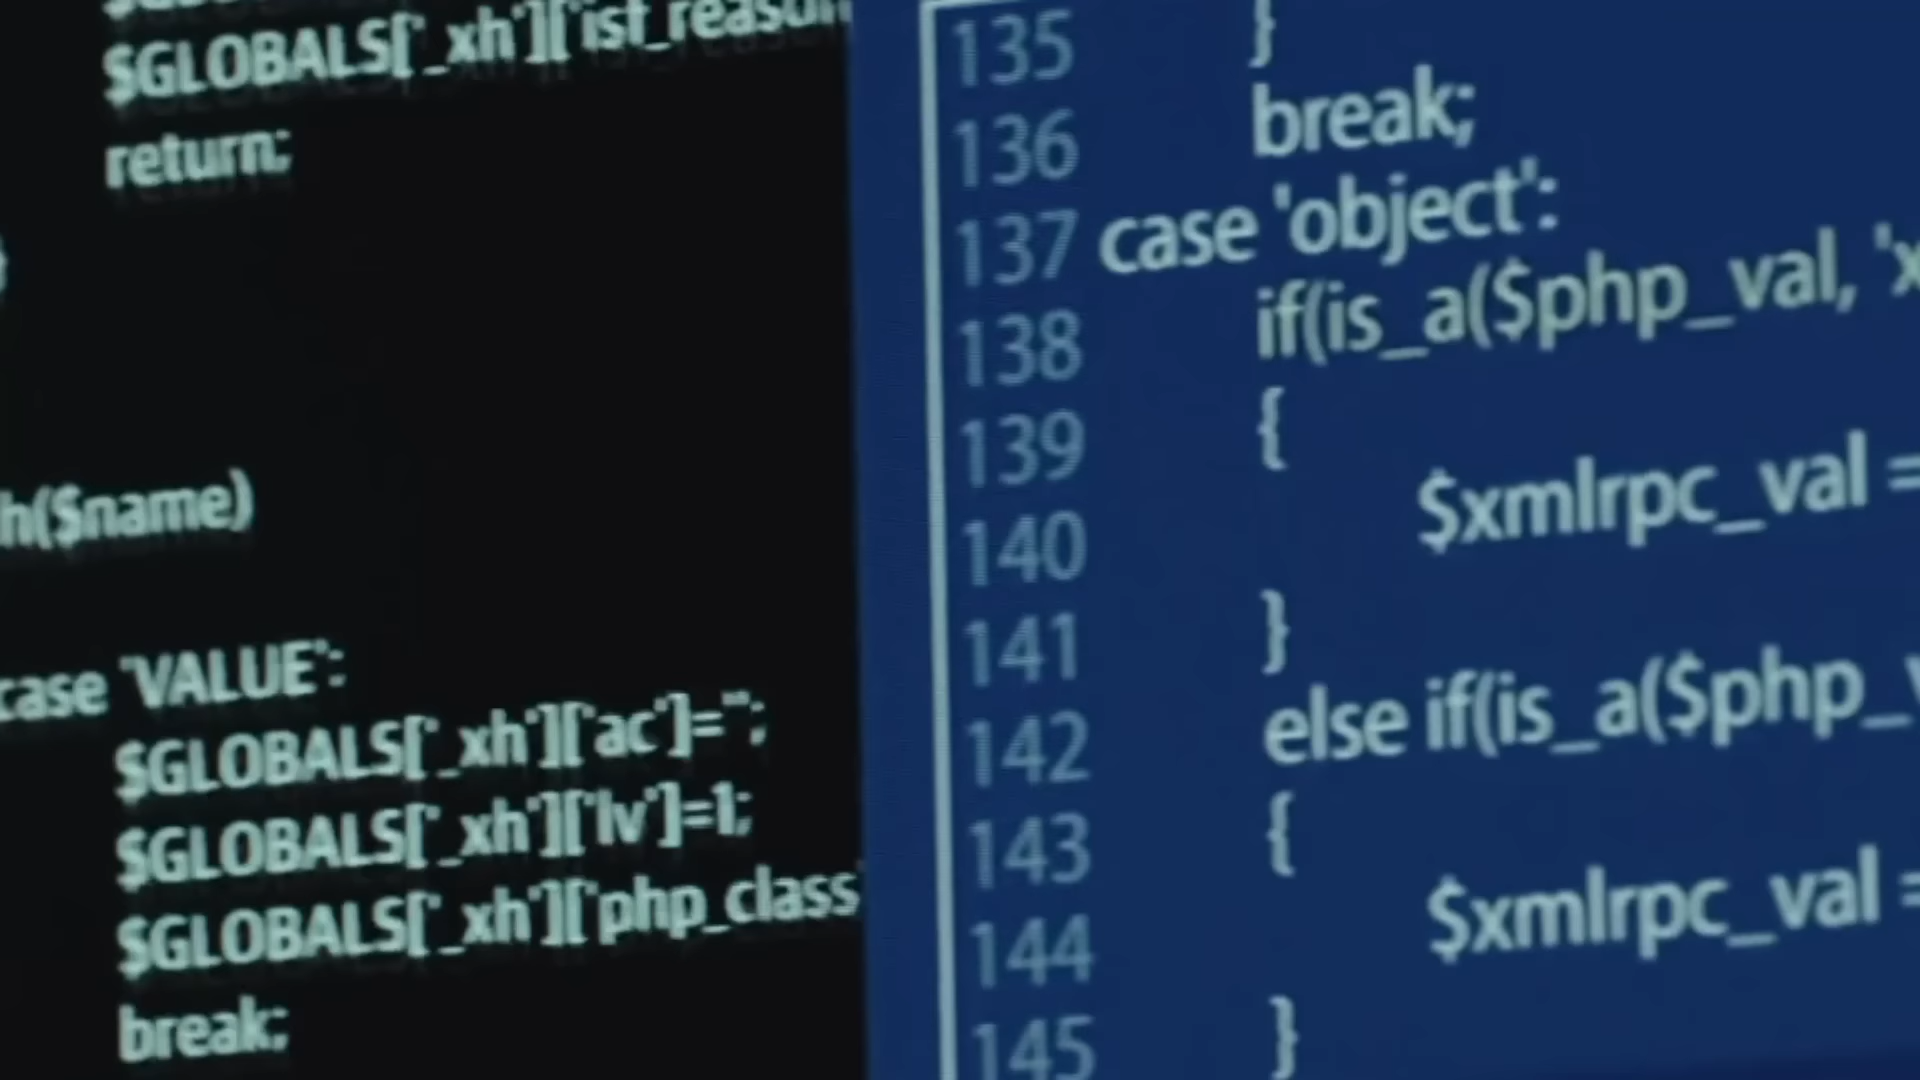 $GLOBALS['_xh']['isf_reason
return;
}
h($name)
case 'VALUE':
$GLOBALS['_xh']['ac']='';
$GLOBALS['_xh']['lv']=1;
$GLOBALS['_xh']['php_class'
break;
135 }
136 break;
137 case 'object':
138 if(is_a($php_val, 'x
139 {
140 $xmlrpc_val =
141 }
142 else if(is_a($php_v
143 {
144 $xmlrpc_val =
145 }